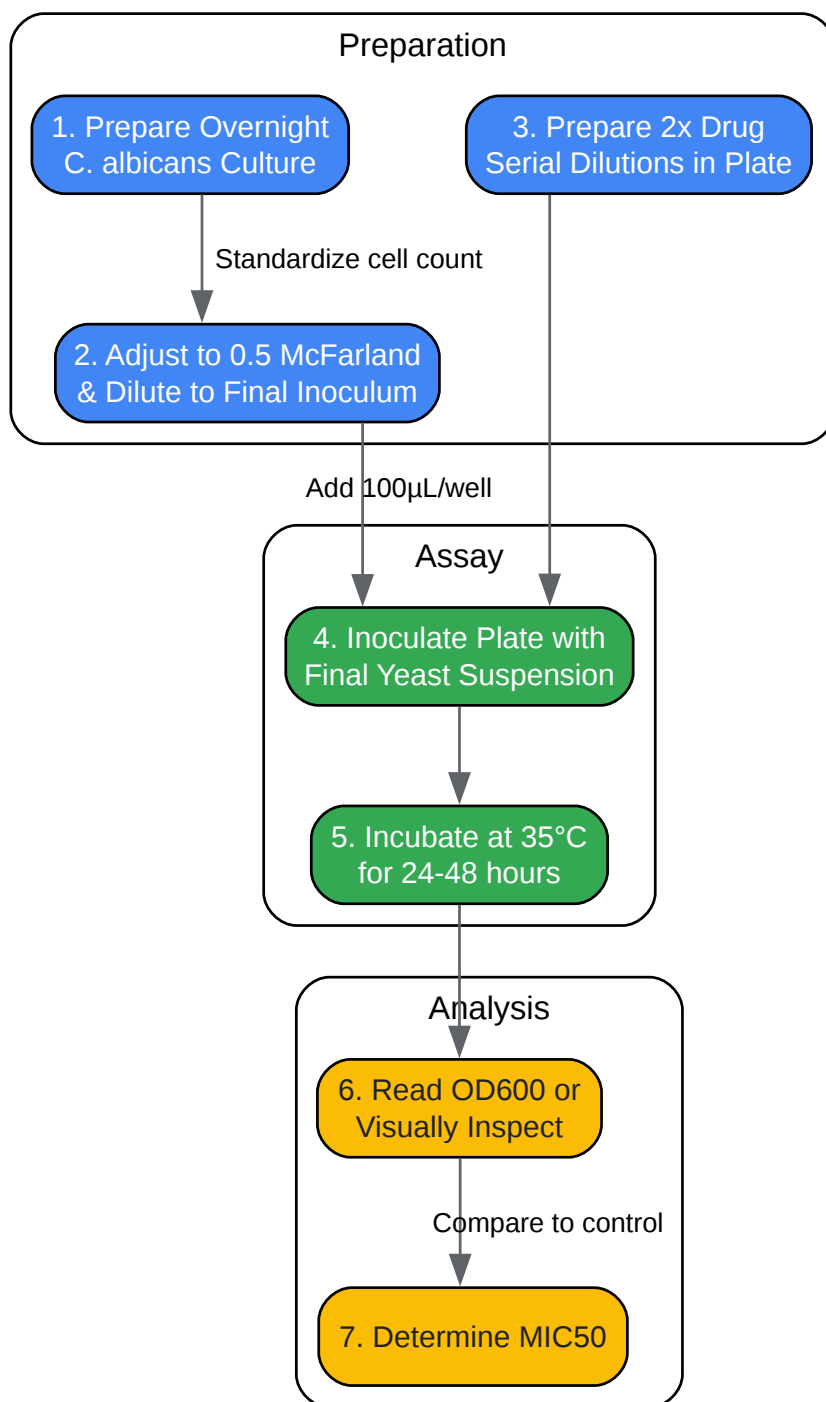 Preparation
1. Prepare Overnight
C. albicans Culture
3. Prepare 2x Drug
Serial Dilutions in Plate
Standardize cell count
2. Adjust to 0.5 McFarland
& Dilute to Final Inoculum
Add 100µL/well
Assay
4. Inoculate Plate with
Final Yeast Suspension
5. Incubate at 35°C
for 24-48 hours
Analysis
6. Read OD600 or
Visually Inspect
Compare to control
7. Determine MIC50